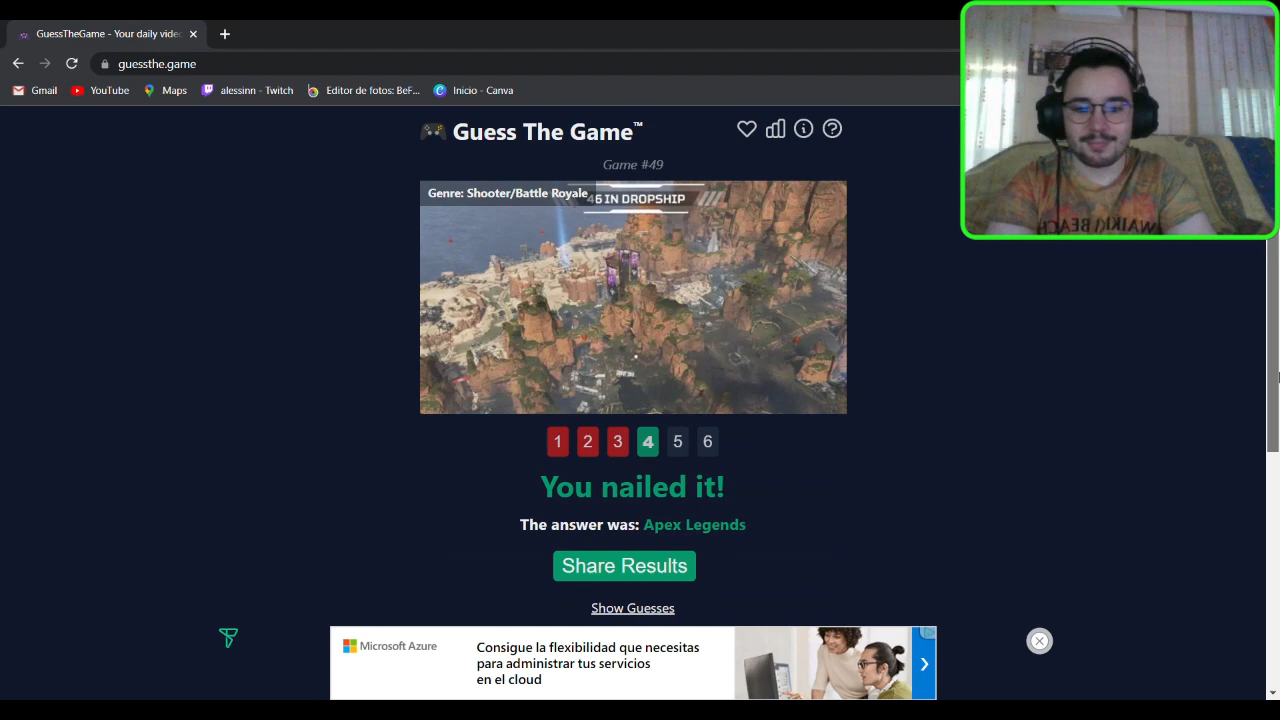 GuessTheGame - Your daily vide
guessthe.game
Gmail
YouTube
Maps
alessinn - Twitch
Editor de fotos: BeF...
Inicio - Canva
Guess The Game™
Game #49
Genre: Shooter/Battle Royale
46 IN DROPSHIP
1 2 3 4 5 6
You nailed it!
The answer was: Apex Legends
Share Results
Show Guesses
Microsoft Azure
Consigue la flexibilidad que necesitas
para administrar tus servicios
en el cloud
WAIKIKI BEACH